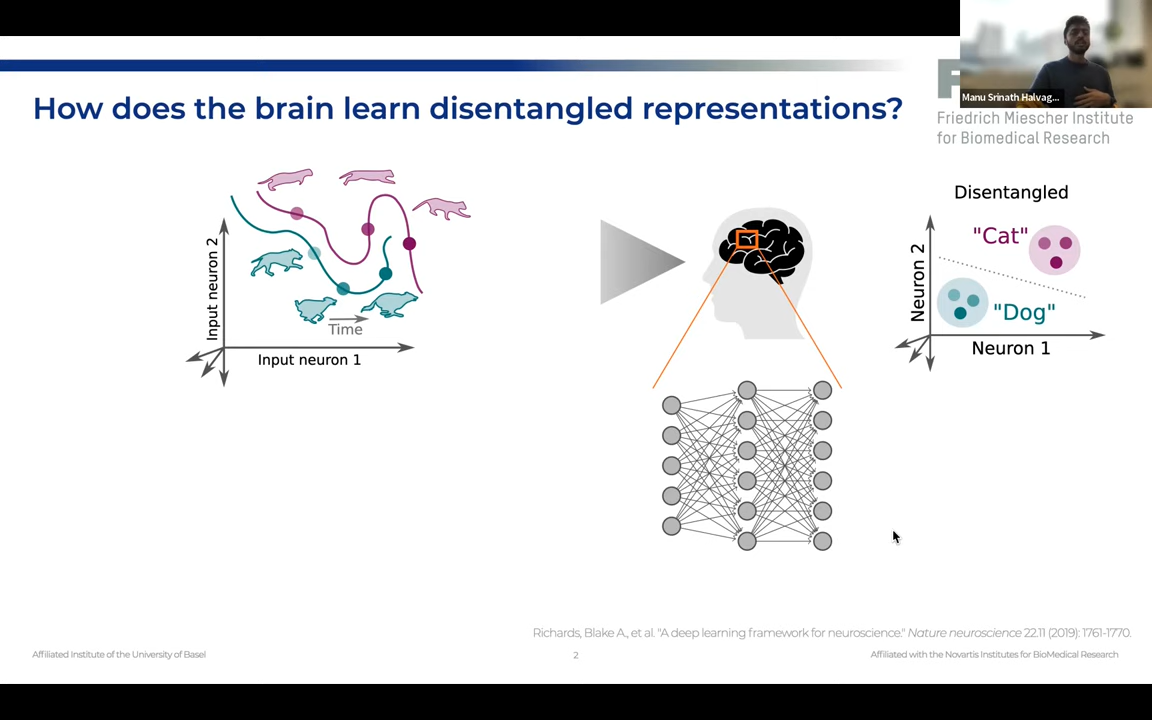 Manu Srinath Halvag...
How does the brain learn disentangled representations?
F
Friedrich Miescher Institute
for Biomedical Research
Input neuron 2
Time
Input neuron 1
Disentangled
"Cat"
"Dog"
Neuron 2
Neuron 1
Richards, Blake A., et al. "A deep learning framework for neuroscience." Nature neuroscience 22.11 (2019): 1761-1770.
Affiliated Institute of the University of Basel
2
Affiliated with the Novartis Institutes for BioMedical Research